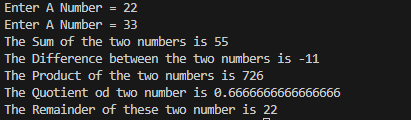 Enter A Number = 22
Enter A Number = 33
The Sum of the two numbers is 55
The Difference between the two numbers is -11
The Product of the two numbers is 726
The Quotient od two number is 0.6666666666666666
The Remainder of these two number is 22